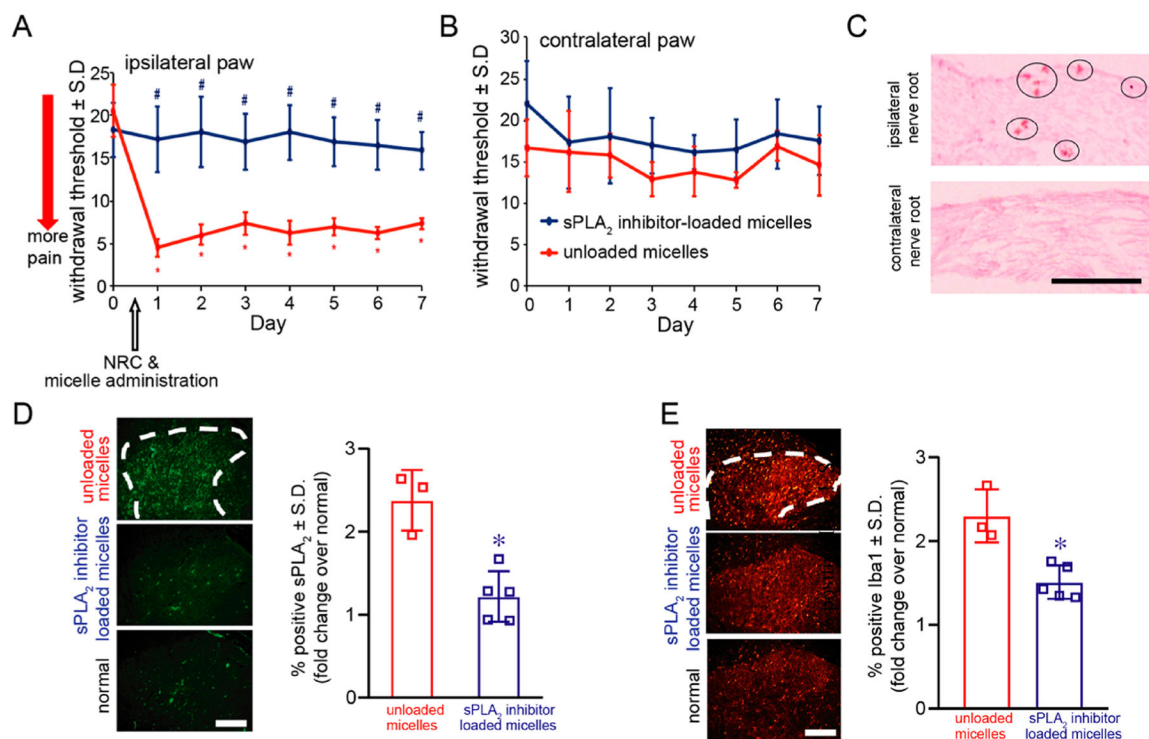 A
ipsilateral paw
withdrawal threshold ± S.D
25
20
15
10
5
0
# # # # # # #
* * * * * * *
0 1 2 3 4 5 6 7
Day
more
pain
NRC &
micelle administration
B
contralateral paw
withdrawal threshold ± S.D
30
25
20
15
10
5
0
sPLA₂ inhibitor-loaded micelles
unloaded micelles
0 1 2 3 4 5 6 7
Day
C
ipsilateral
nerve root
contralateral
nerve root
D
unloaded
micelles
sPLA₂ inhibitor
loaded micelles
normal
% positive sPLA₂ ± S.D.
(fold change over normal)
3
2
1
0
*
unloaded
micelles
sPLA₂ inhibitor
loaded micelles
E
unloaded
micelles
sPLA₂ inhibitor
loaded micelles
normal
% positive Iba1 ± S.D.
(fold change over normal)
3
2
1
0
*
unloaded
micelles
sPLA₂ inhibitor
loaded micelles